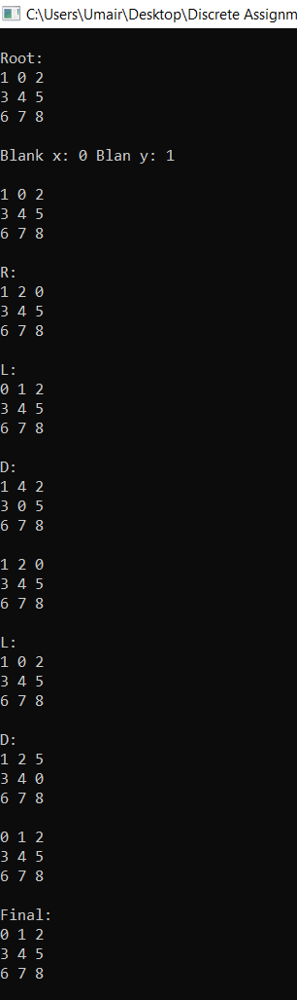 C:\Users\Umair\Desktop\Discrete Assignm
Root:
1 0 2
3 4 5
6 7 8
Blank x: 0 Blan y: 1
1 0 2
3 4 5
6 7 8
R:
1 2 0
3 4 5
6 7 8
L:
0 1 2
3 4 5
6 7 8
D:
1 4 2
3 0 5
6 7 8
1 2 0
3 4 5
6 7 8
L:
1 0 2
3 4 5
6 7 8
D:
1 2 5
3 4 0
6 7 8
0 1 2
3 4 5
6 7 8
Final:
0 1 2
3 4 5
6 7 8